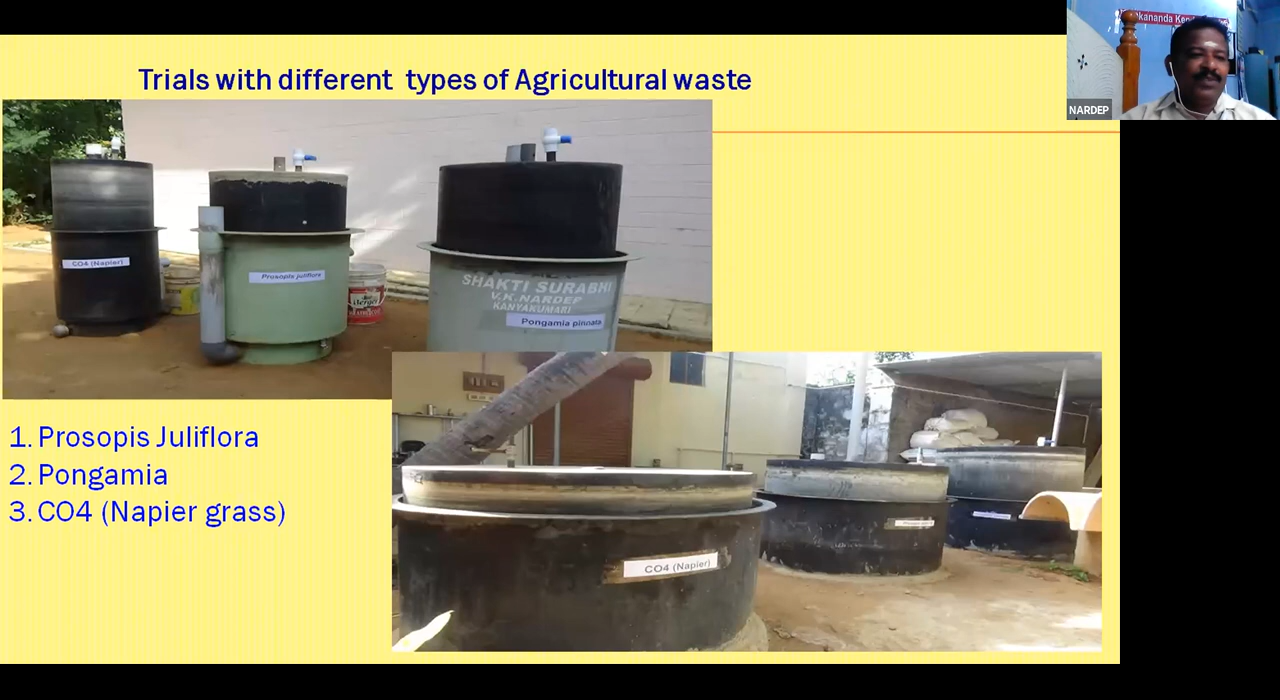 Trials with different types of Agricultural waste
NARDEP
CO4 (Napier)
Prosopis juliflora
SHAKTI SURABHI
V.K.NARDEP
KANYAKUMARI
Pongamia pinnata
Berger
1. Prosopis Juliflora
2. Pongamia
3. CO4 (Napier grass)
CO4 (Napier)